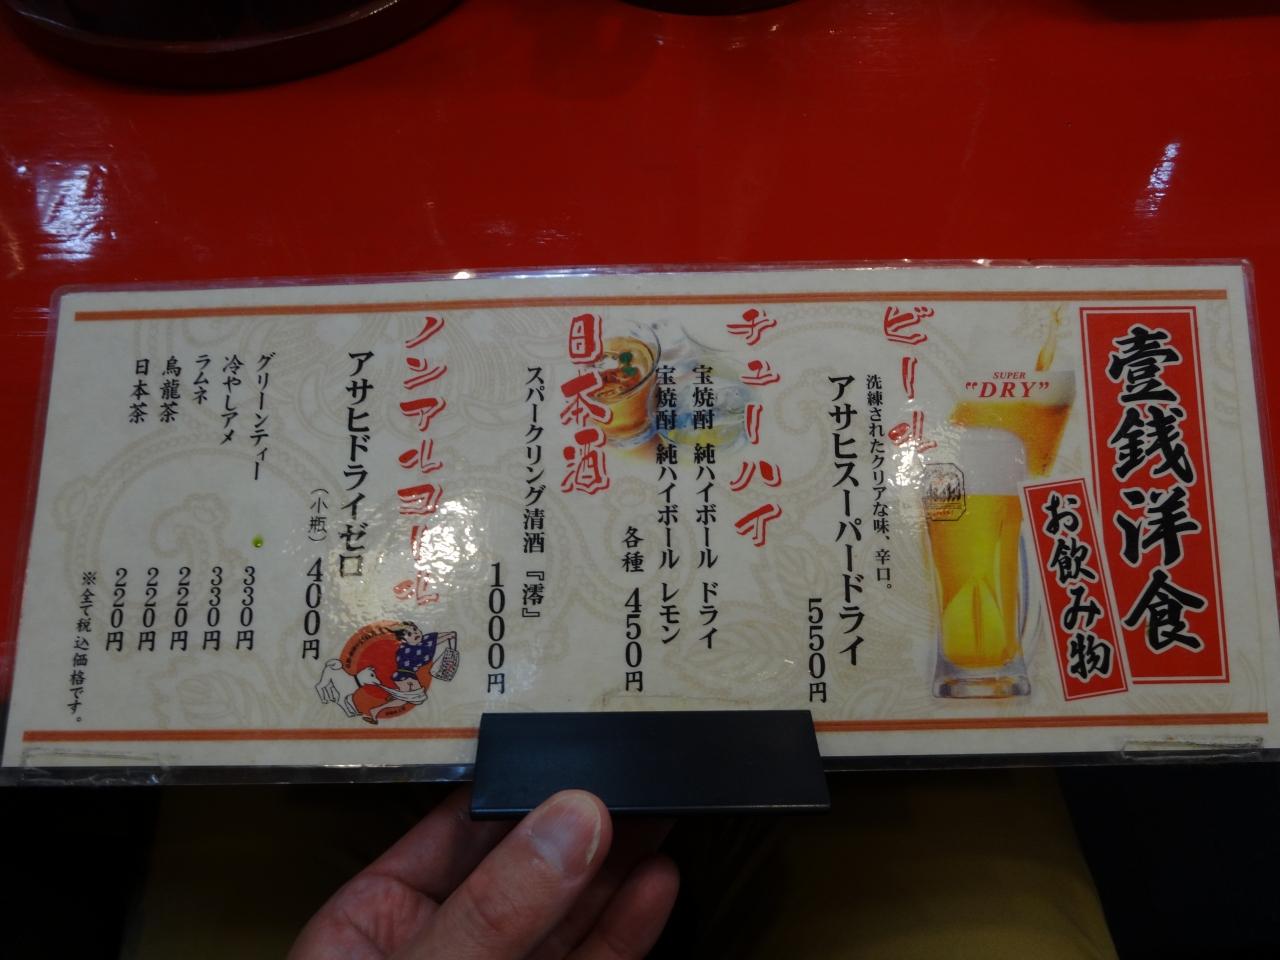 壹銭洋食
お飲み物
SUPER
"DRY"
Asahi
ビール
洗練されたクリアな味、辛口。
アサヒスーパードライ
550円
チューハイ
宝焼酎 純ハイボール ドライ
宝焼酎 純ハイボール レモン
各種 450円
日本酒
スパークリング清酒『澪』
1000円
ノンアルコール
アサヒドライゼロ
（小瓶） 400円
グリーンティー 330円
冷やしアメ 330円
ラムネ 220円
烏龍茶 220円
日本茶 220円
※全て税込価格です。